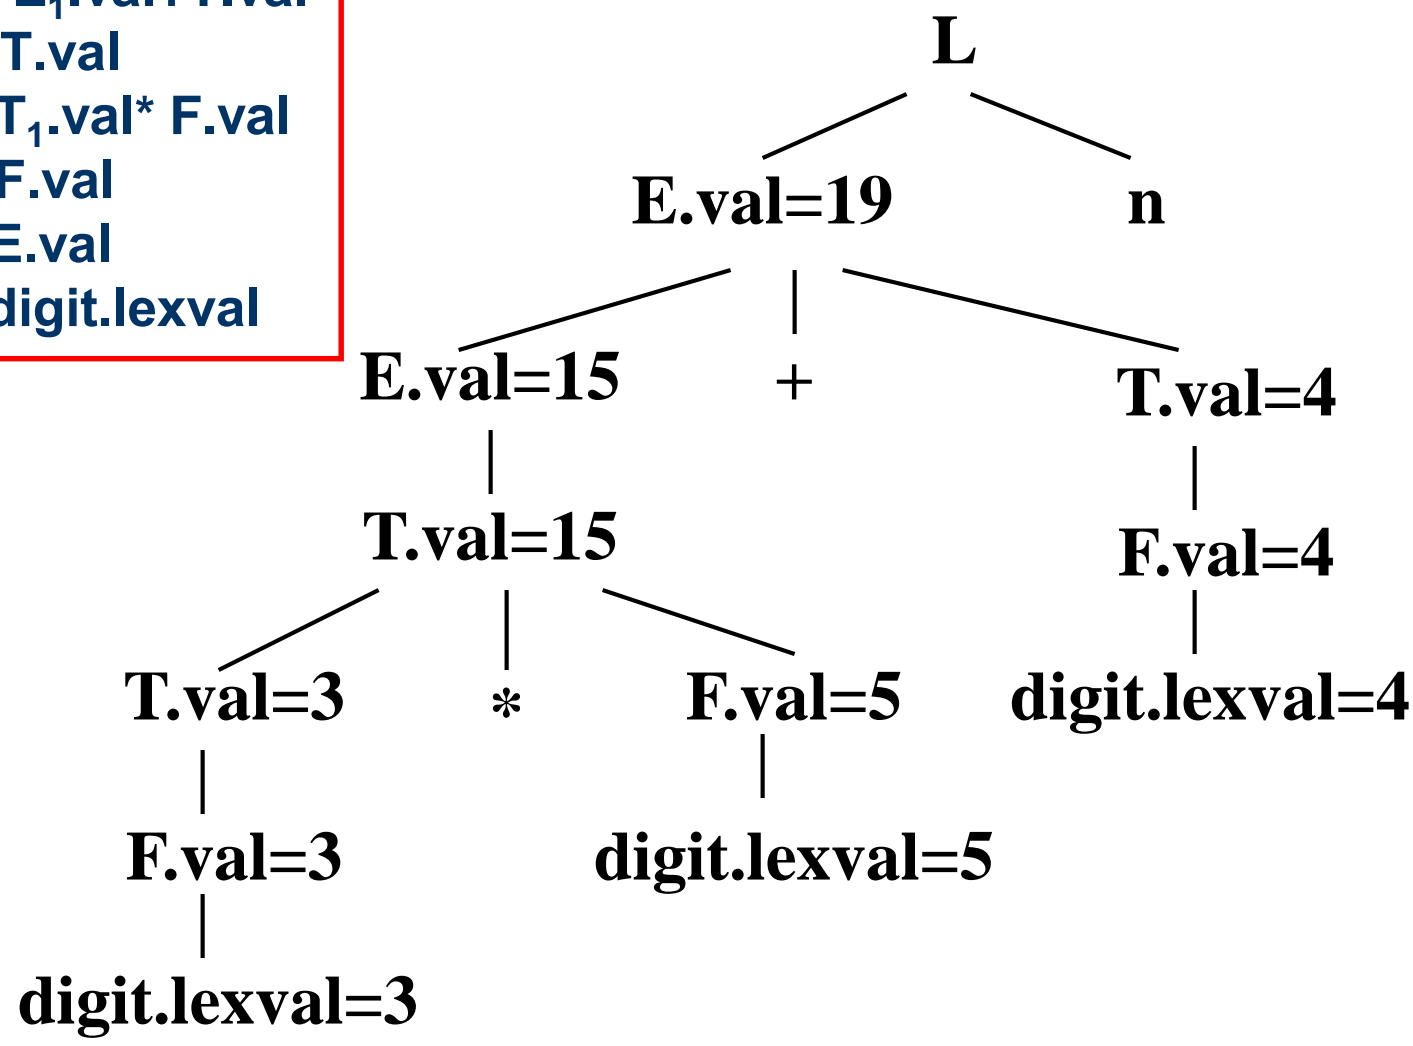 T.val
T₁.val* F.val
F.val
E.val
digit.lexval
L
E.val=19 n
E.val=15 + T.val=4
T.val=15 F.val=4
T.val=3 * F.val=5 digit.lexval=4
F.val=3 digit.lexval=5
digit.lexval=3